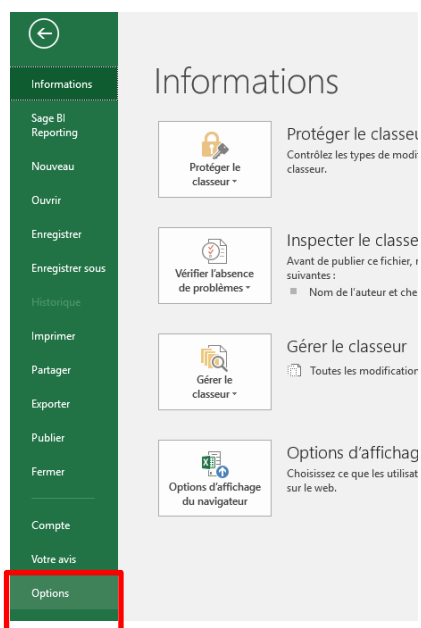 Informations
Sage BI
Reporting
Nouveau
Ouvrir
Enregistrer
Enregistrer sous
Historique
Imprimer
Partager
Exporter
Publier
Fermer
Compte
Votre avis
Options
Informations
Protéger le
classeur
Protéger le classeu
Contrôlez les types de modi
classeur.
Vérifier l'absence
de problèmes
Inspecter le classe
Avant de publier ce fichier, r
suivantes :
Nom de l'auteur et che
Gérer le
classeur
Gérer le classeur
Toutes les modification
Options d'affichage
du navigateur
Options d'affichag
Choisissez ce que les utilisat
sur le web.